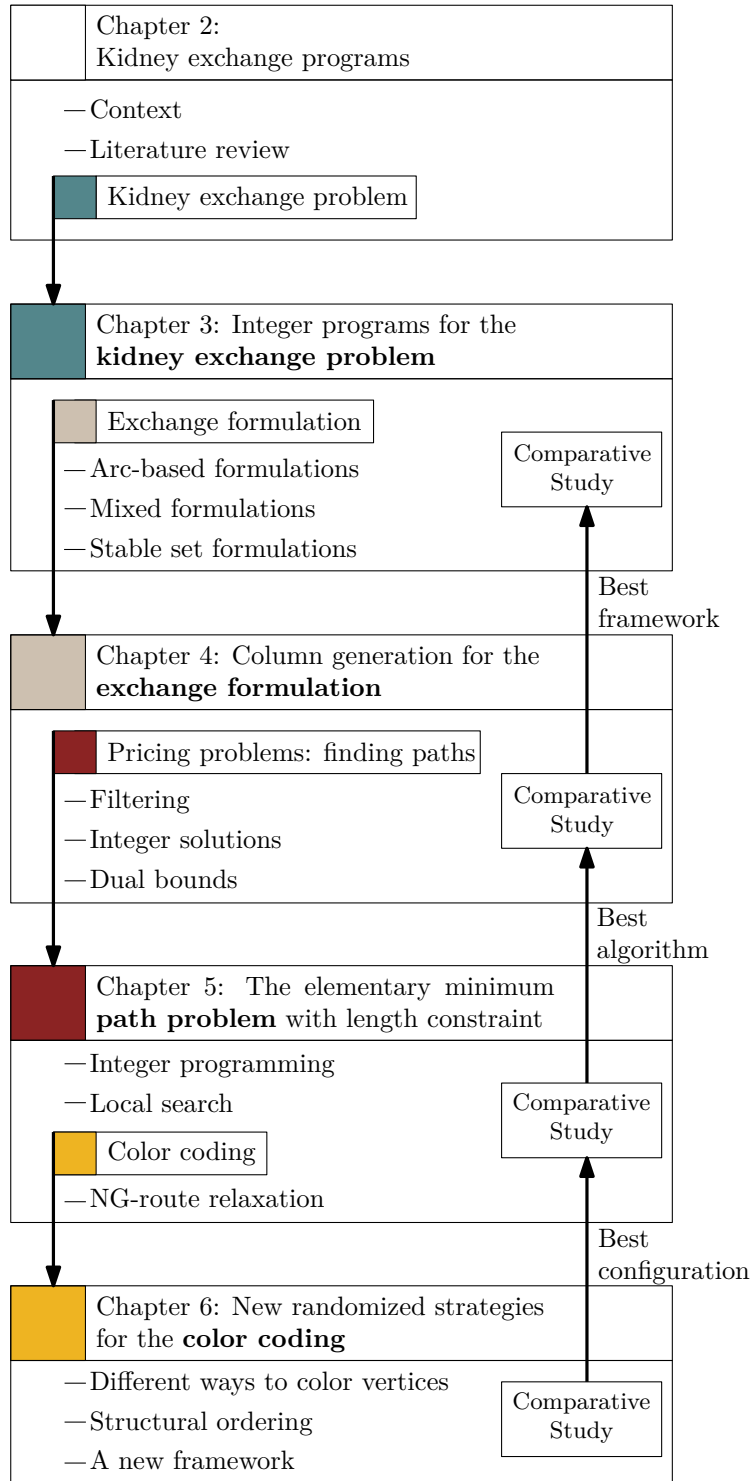 Chapter 2:
Kidney exchange programs
—Context
—Literature review
Kidney exchange problem
Chapter 3: Integer programs for the
kidney exchange problem
Exchange formulation
—Arc-based formulations
—Mixed formulations
—Stable set formulations
Comparative
Study
Best
framework
Chapter 4: Column generation for the
exchange formulation
Pricing problems: finding paths
—Filtering
—Integer solutions
—Dual bounds
Comparative
Study
Best
algorithm
Chapter 5: The elementary minimum
path problem with length constraint
—Integer programming
—Local search
Color coding
—NG-route relaxation
Comparative
Study
Best
configuration
Chapter 6: New randomized strategies
for the color coding
—Different ways to color vertices
—Structural ordering
—A new framework
Comparative
Study